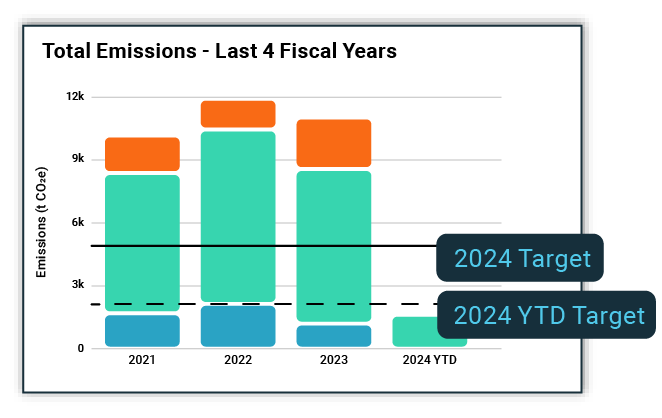 Total Emissions - Last 4 Fiscal Years
Emissions (t CO₂e)
12k
9k
6k
3k
0
2024 Target
2024 YTD Target
2021
2022
2023
2024 YTD